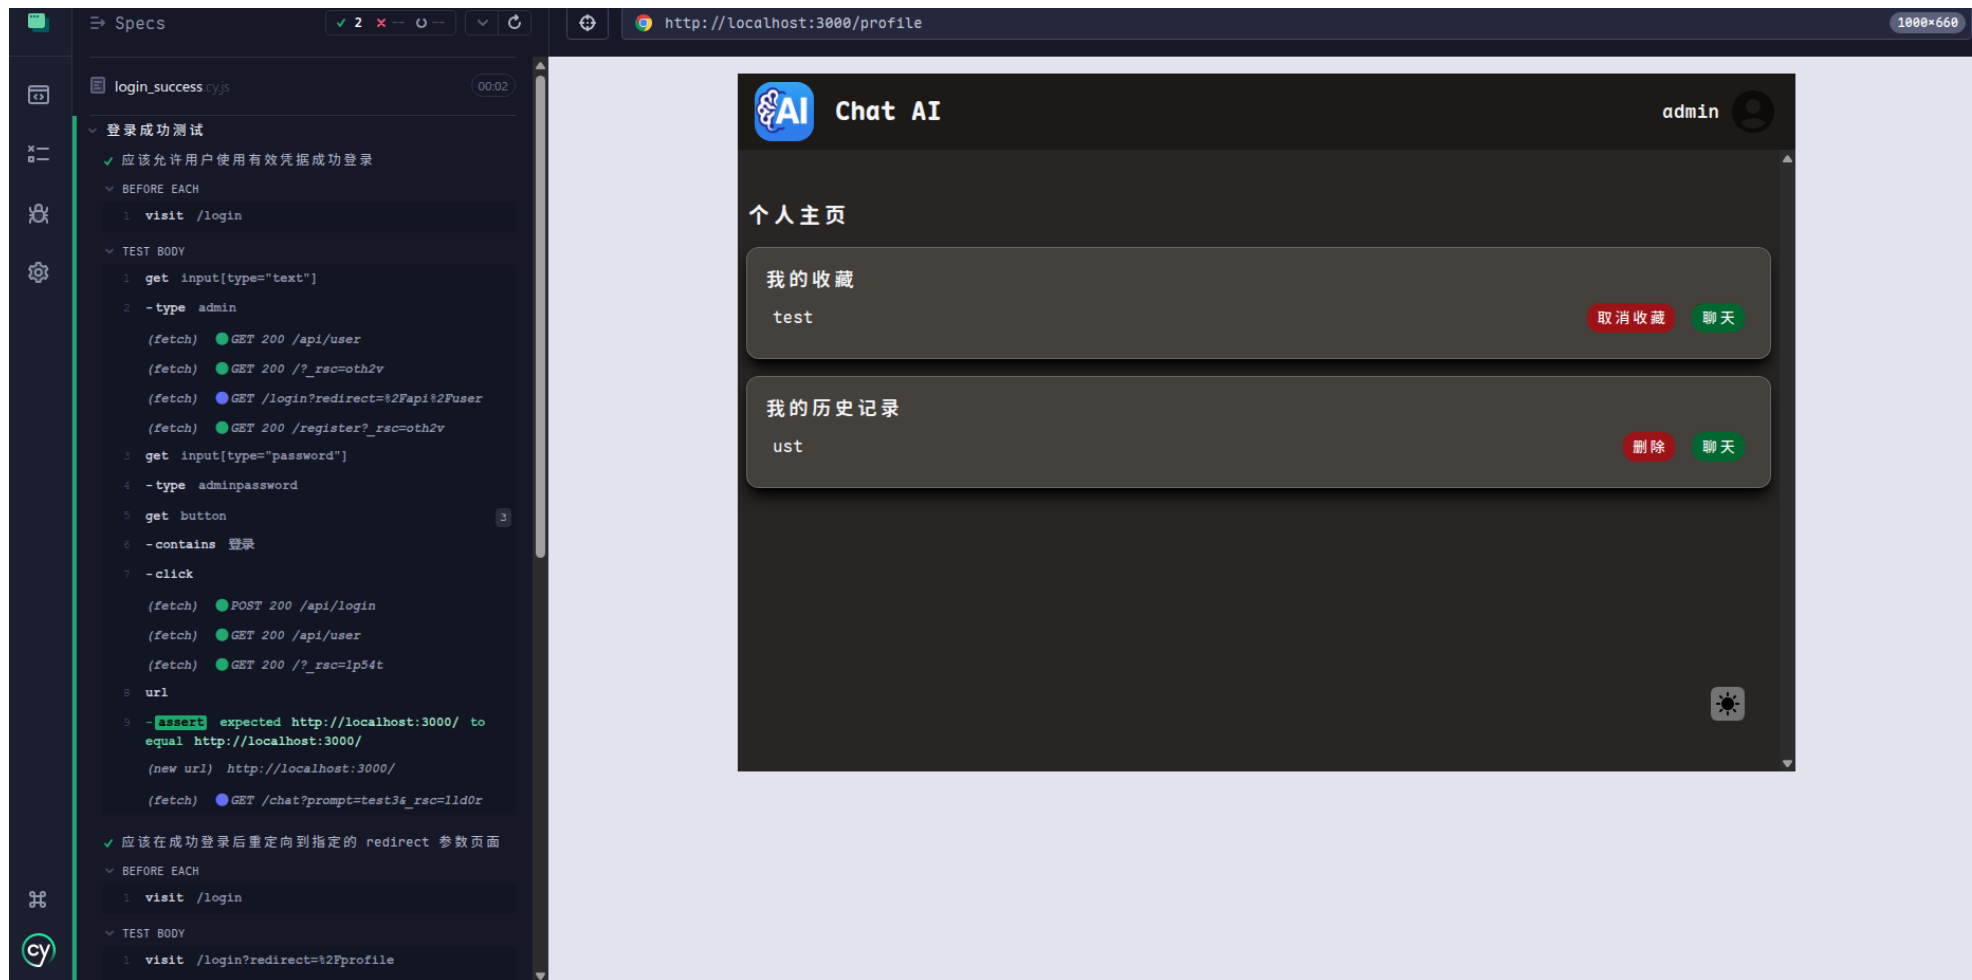 Specs
2
--
--
http://localhost:3000/profile
1000×660
login_success.cy.js
00:02
登录成功测试
应该允许用户使用有效凭据成功登录
BEFORE EACH
1 visit /login
TEST BODY
1 get input[type="text"]
2 -type admin
(fetch) GET 200 /api/user
(fetch) GET 200 /?_rsc=oth2v
(fetch) GET /login?redirect=%2Fapi%2Fuser
(fetch) GET 200 /register?_rsc=oth2v
3 get input[type="password"]
4 -type adminpassword
5 get button 3
6 -contains 登录
7 -click
(fetch) POST 200 /api/login
(fetch) GET 200 /api/user
(fetch) GET 200 /?_rsc=1p54t
8 url
9 -assert expected http://localhost:3000/ to
equal http://localhost:3000/
(new url) http://localhost:3000/
(fetch) GET /chat?prompt=test3&_rsc=11d0r
应该在成功登录后重定向到指定的 redirect 参数页面
BEFORE EACH
1 visit /login
TEST BODY
1 visit /login?redirect=%2Fprofile
cy
AI
Chat AI
admin
个人主页
我的收藏
test
取消收藏
聊天
我的历史记录
ust
删除
聊天